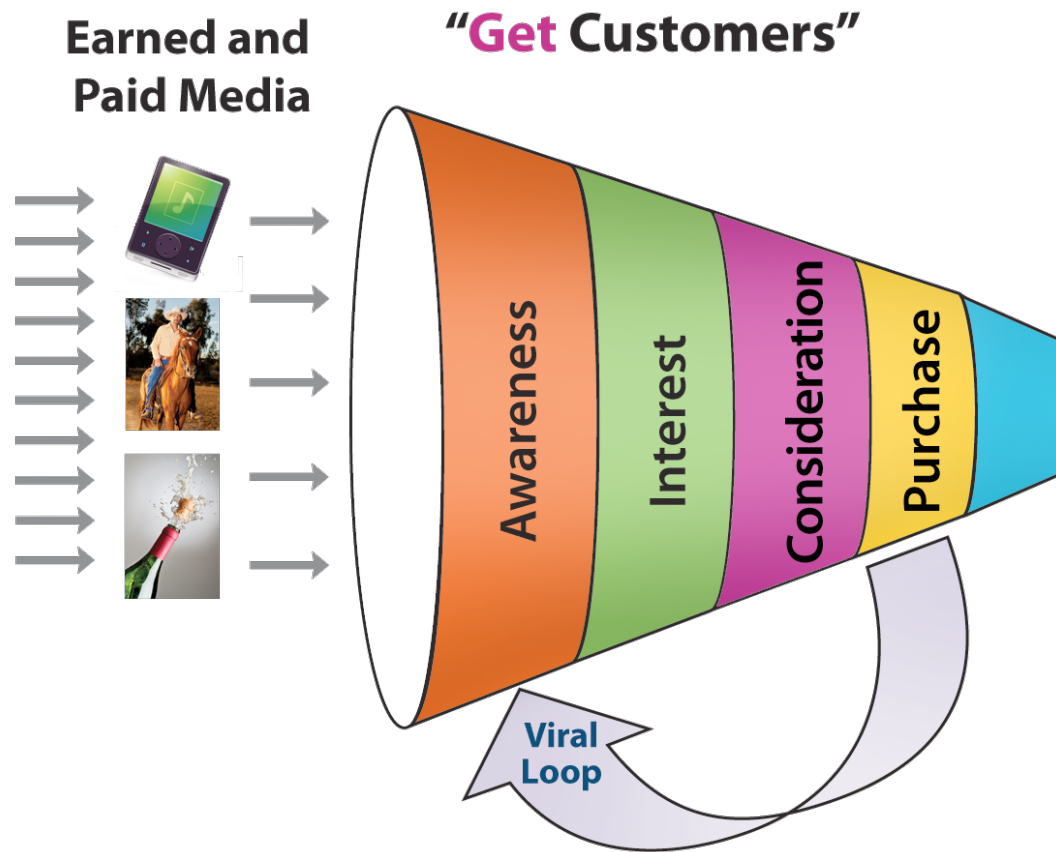 Earned and
Paid Media
“Get Customers”
Awareness
Interest
Consideration
Purchase
Viral
Loop